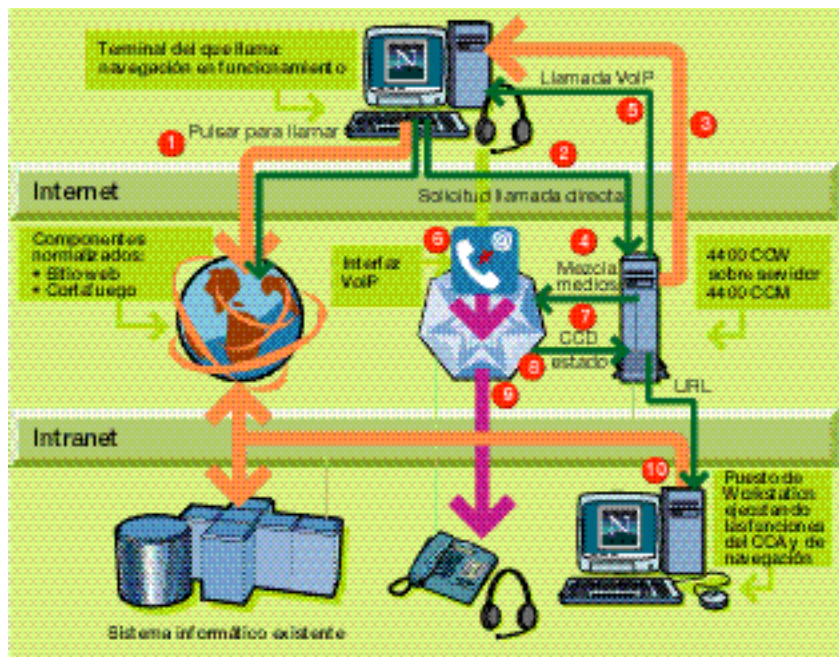 Terminal del que llama:
navegación en funcionamiento
Llamada VoIP
5
3
1
Pulsar para llamar
2
Internet
Solicitud llamada directa
Componentes
normalizados:
• Sitio web
• Cortafuego
6
@
Interfaz
VoIP
4
Mezcla
medios
7
CCD
estado
8
9
4400 CCW
sobre servidor
4400 CCM
URL
Intranet
10
N
N
Puesto de
Workstation
ejecutando
las funciones
del CCA y de
navegación
Sistema informático existente